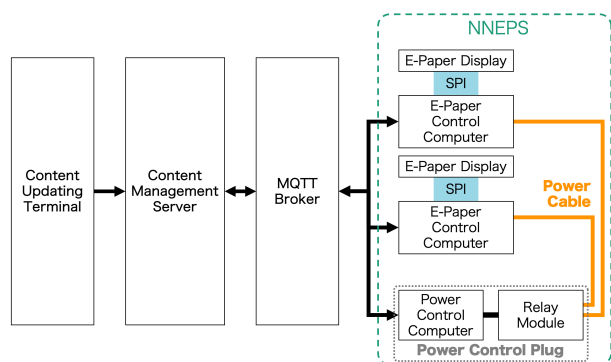 NNEPS
E-Paper Display
SPI
E-Paper
Control
Computer
E-Paper Display
SPI
E-Paper
Control
Computer
Content
Updating
Terminal
Content
Management
Server
MQTT
Broker
Power
Cable
Power
Control
Computer
Relay
Module
Power Control Plug